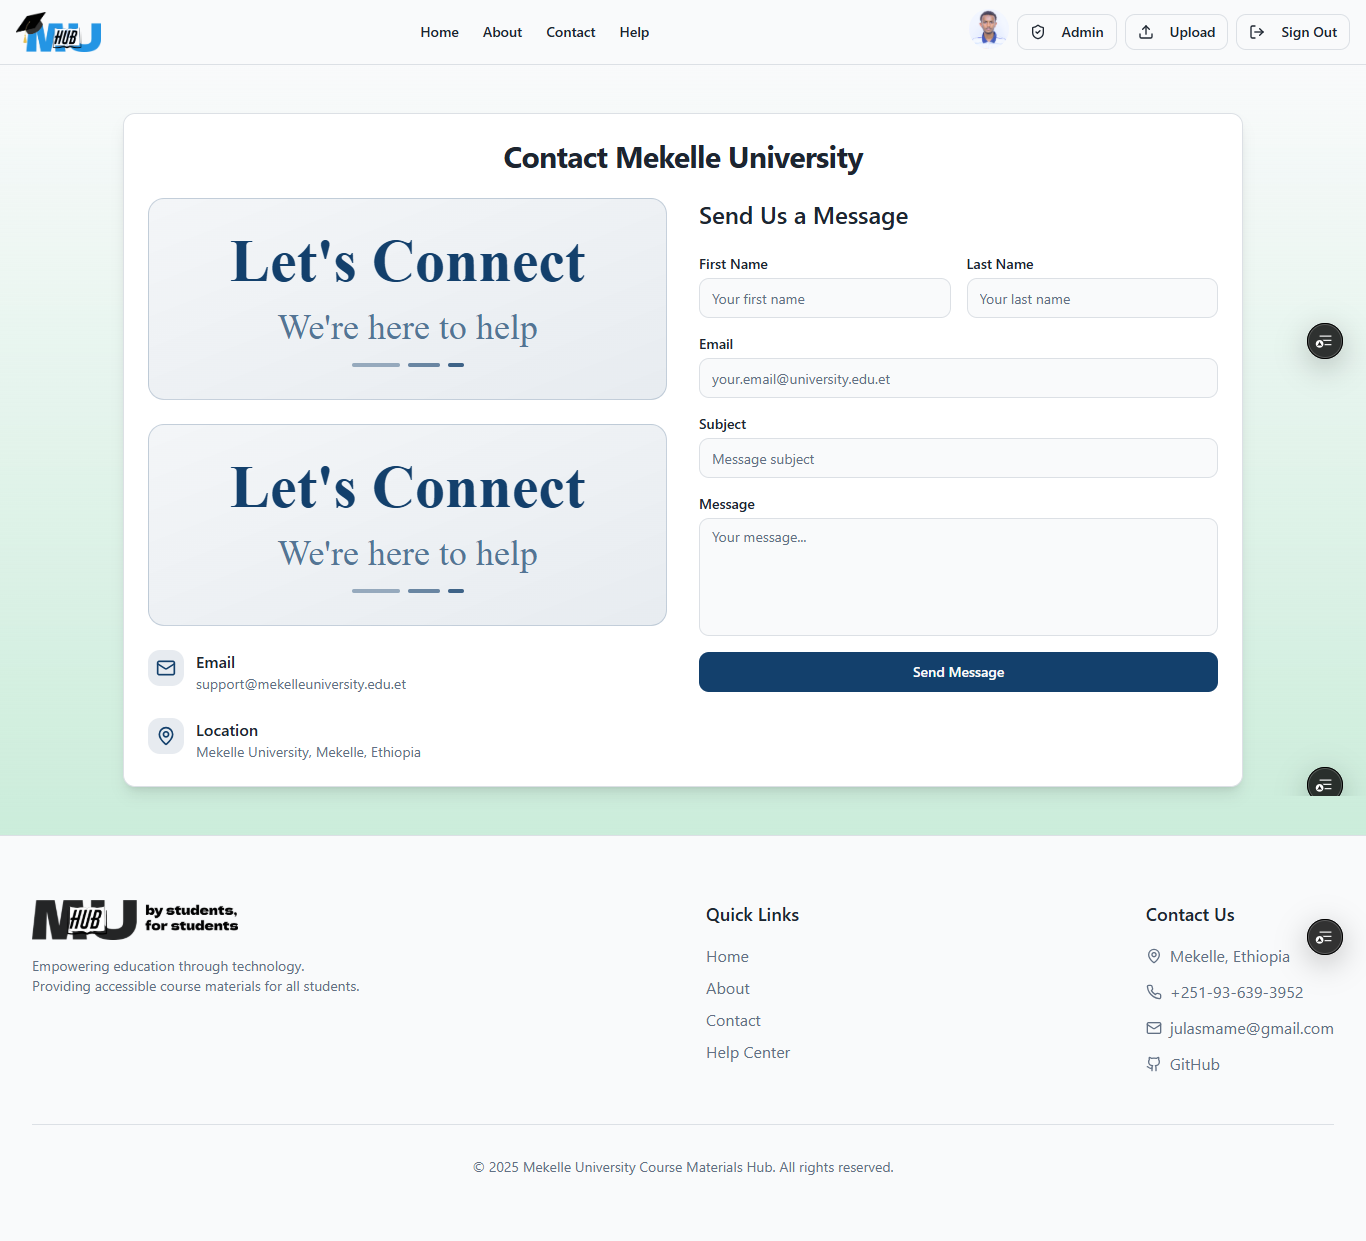 MU HUB
Home About Contact Help
Admin Upload Sign Out
Contact Mekelle University
Let's Connect
We're here to help
Let's Connect
We're here to help
Email
support@mekelleuniversity.edu.et
Location
Mekelle University, Mekelle, Ethiopia
Send Us a Message
First Name Last Name
Your first name Your last name
Email
your.email@university.edu.et
Subject
Message subject
Message
Your message...
Send Message
MU HUB
by students,
for students
Empowering education through technology.
Providing accessible course materials for all students.
Quick Links
Home
About
Contact
Help Center
Contact Us
Mekelle, Ethiopia
+251-93-639-3952
julasmame@gmail.com
GitHub
© 2025 Mekelle University Course Materials Hub. All rights reserved.